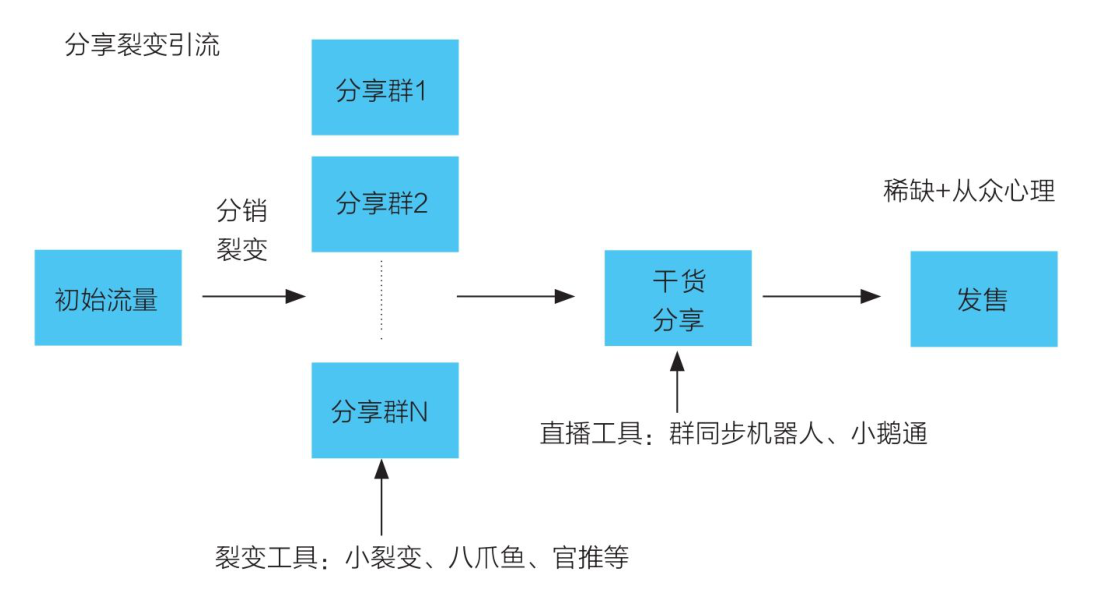 分享裂变引流
分享群1
分享群2
稀缺+从众心理
分销
裂变
初始流量
干货
分享
发售
分享群N
直播工具：群同步机器人、小鹅通
裂变工具：小裂变、八爪鱼、官推等